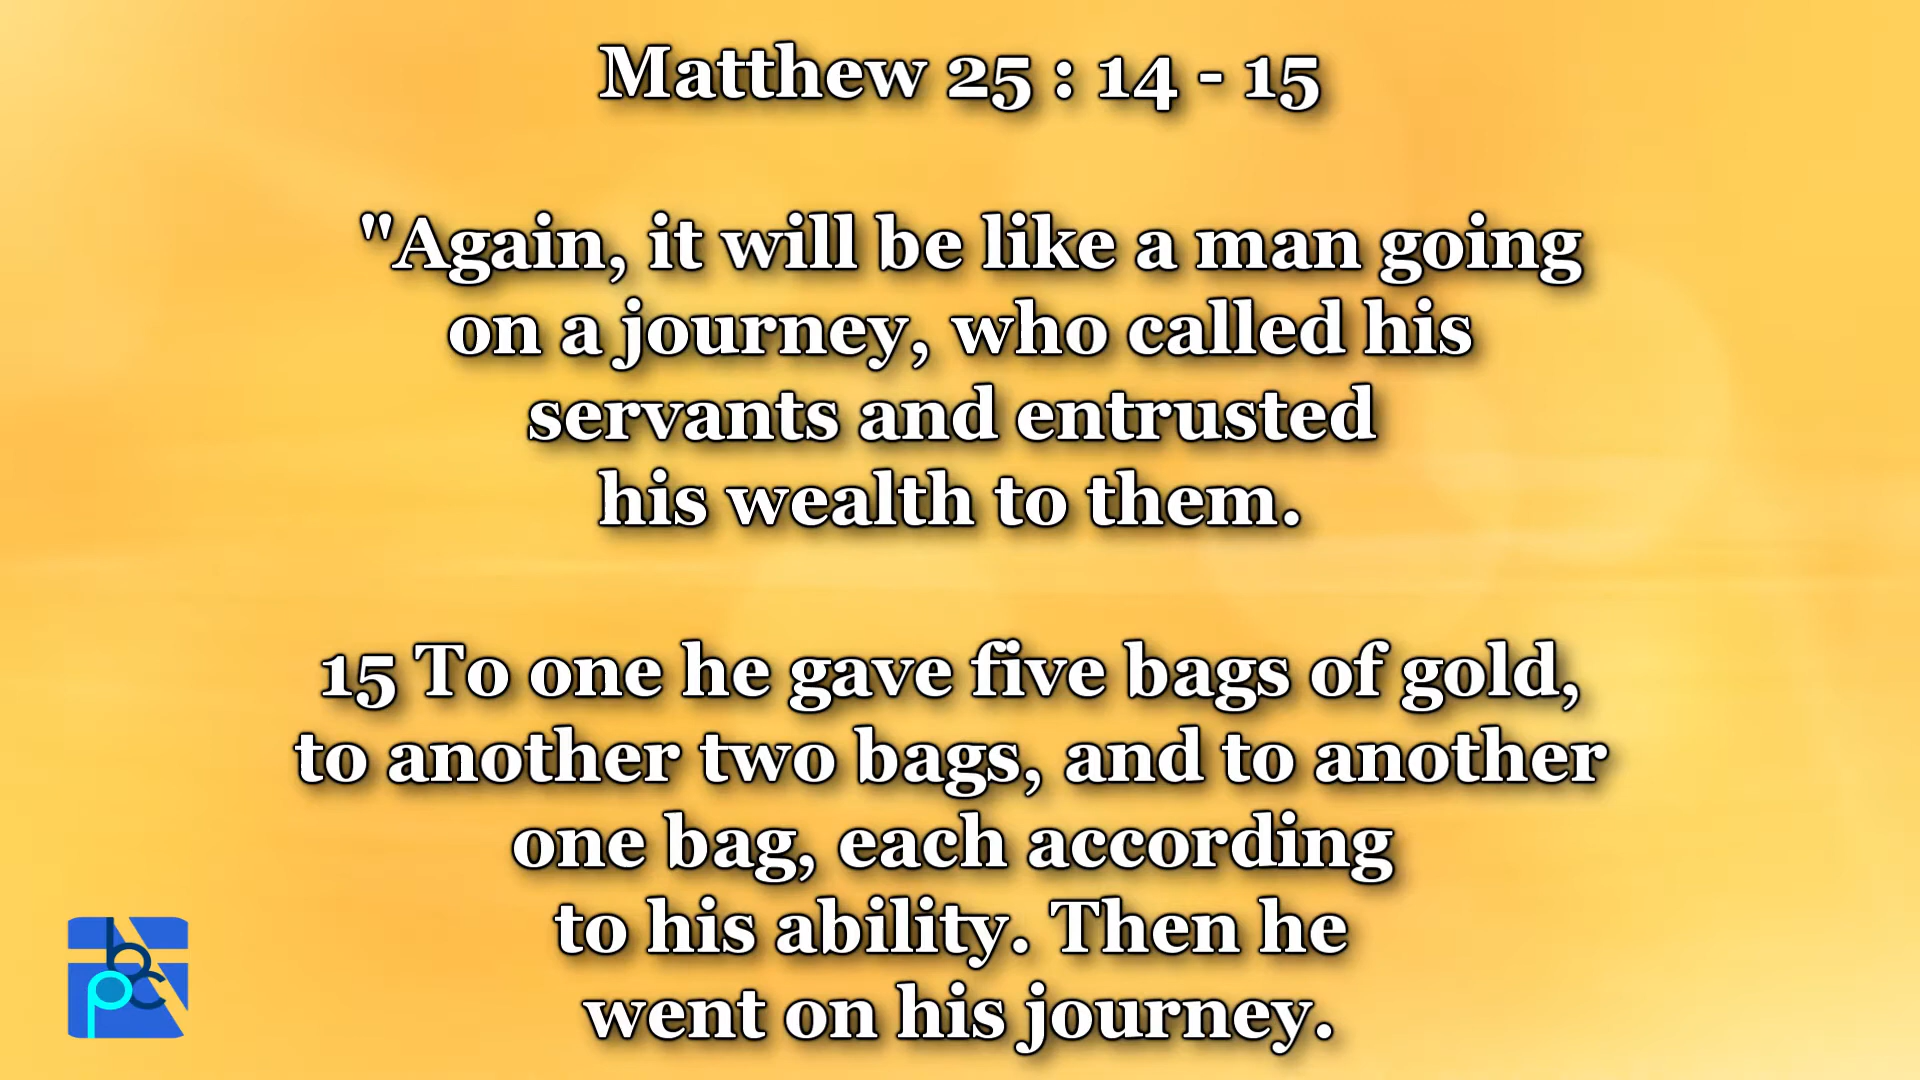 Matthew 25 : 14 - 15
"Again, it will be like a man going
on a journey, who called his
servants and entrusted
his wealth to them.
15 To one he gave five bags of gold,
to another two bags, and to another
one bag, each according
to his ability. Then he
went on his journey.
pbc